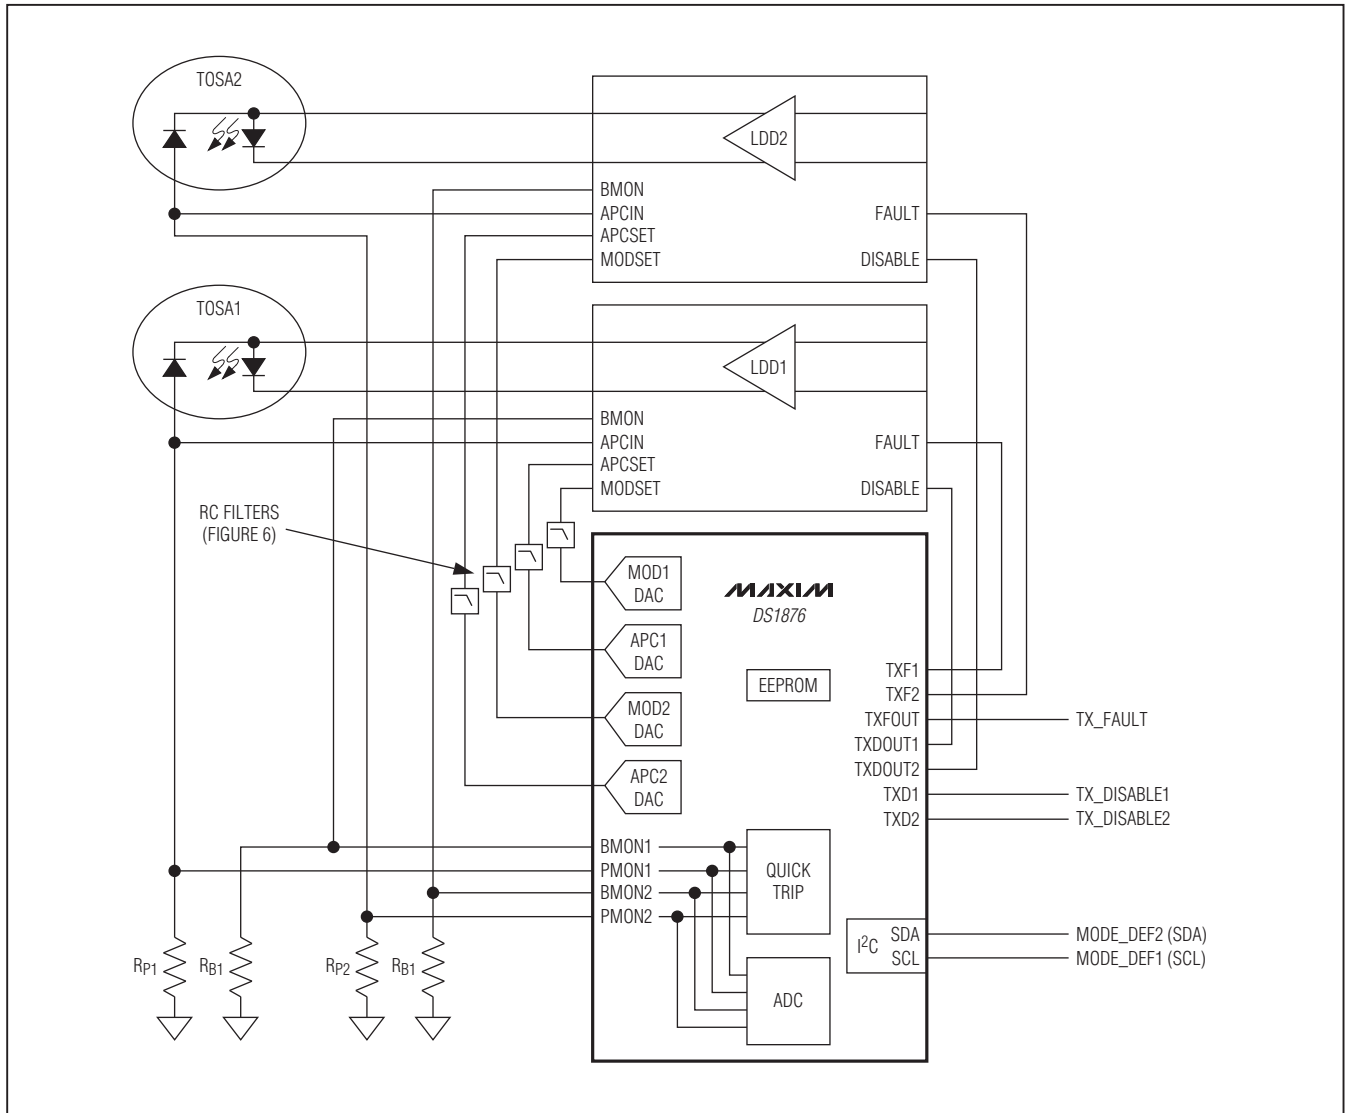 TOSA2
LDD2
BMON
APCIN
APCSET
MODSET
FAULT
DISABLE
TOSA1
LDD1
BMON
APCIN
APCSET
MODSET
FAULT
DISABLE
RC FILTERS
(FIGURE 6)
MOD1
DAC
APC1
DAC
MOD2
DAC
APC2
DAC
MAXIM
DS1876
EEPROM
TXF1
TXF2
TXFOUT
TXDOUT1
TXDOUT2
TXD1
TXD2
TX_FAULT
TX_DISABLE1
TX_DISABLE2
BMON1
PMON1
BMON2
PMON2
QUICK
TRIP
ADC
I²C
SDA
SCL
MODE_DEF2 (SDA)
MODE_DEF1 (SCL)
RP1
RB1
RP2
RB1